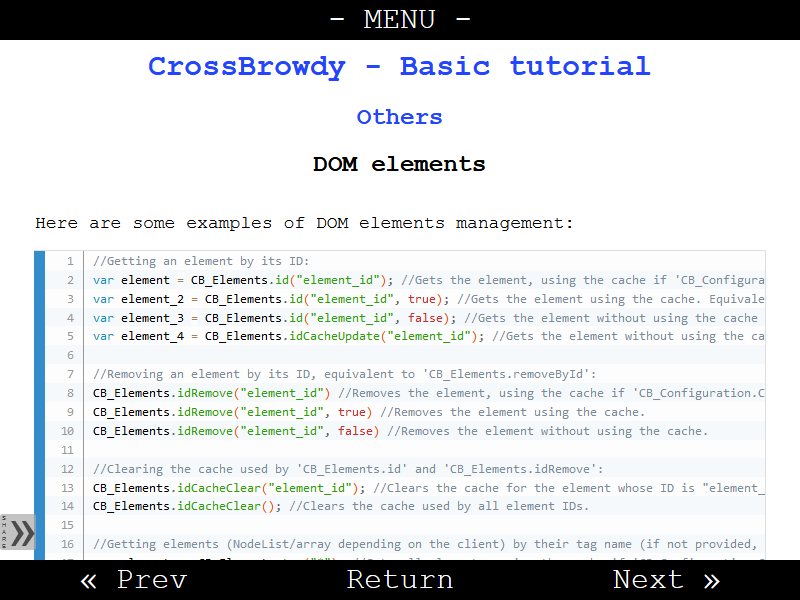 - MENU -
CrossBrowdy - Basic tutorial
Others
DOM elements
Here are some examples of DOM elements management:
1 //Getting an element by its ID:
2 var element = CB_Elements.id("element_id"); //Gets the element, using the cache if 'CB_Configura
3 var element_2 = CB_Elements.id("element_id", true); //Gets the element using the cache. Equivale
4 var element_3 = CB_Elements.id("element_id", false); //Gets the element without using the cache
5 var element_4 = CB_Elements.idCacheUpdate("element_id"); //Gets the element without using the ca
6
7 //Removing an element by its ID, equivalent to 'CB_Elements.removeById':
8 CB_Elements.idRemove("element_id") //Removes the element, using the cache if 'CB_Configuration.C
9 CB_Elements.idRemove("element_id", true) //Removes the element using the cache.
10 CB_Elements.idRemove("element_id", false) //Removes the element without using the cache.
11
12 //Clearing the cache used by 'CB_Elements.id' and 'CB_Elements.idRemove':
13 CB_Elements.idCacheClear("element_id"); //Clears the cache for the element whose ID is "element_
14 CB_Elements.idCacheClear(); //Clears the cache used by all element IDs.
15
16 //Getting elements (NodeList/array depending on the client) by their tag name (if not provided,
SHARE »
« Prev Return Next »